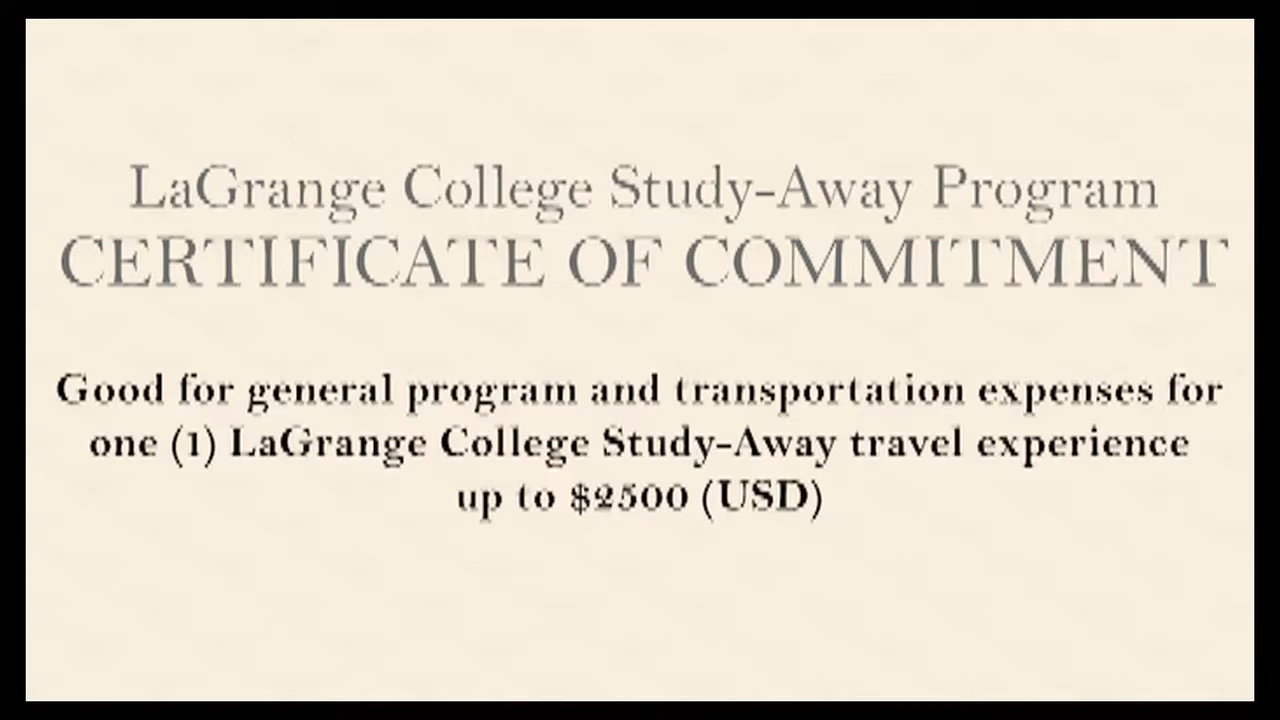 LaGrange College Study-Away Program
CERTIFICATE OF COMMITMENT
Good for general program and transportation expenses for
one (1) LaGrange College Study-Away travel experience
up to $2500 (USD)